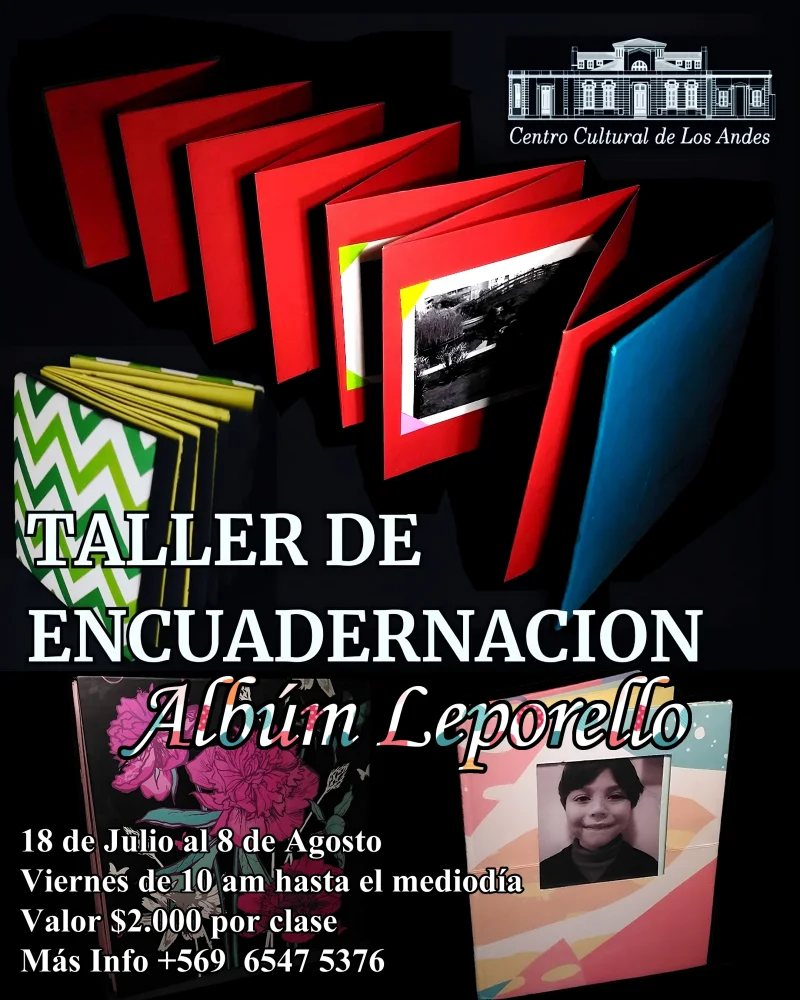 Centro Cultural de Los Andes
TALLER DE
ENCUADERNACION
Albúm Leporello
18 de Julio al 8 de Agosto
Viernes de 10 am hasta el mediodía
Valor $2.000 por clase
Más Info +569 6547 5376